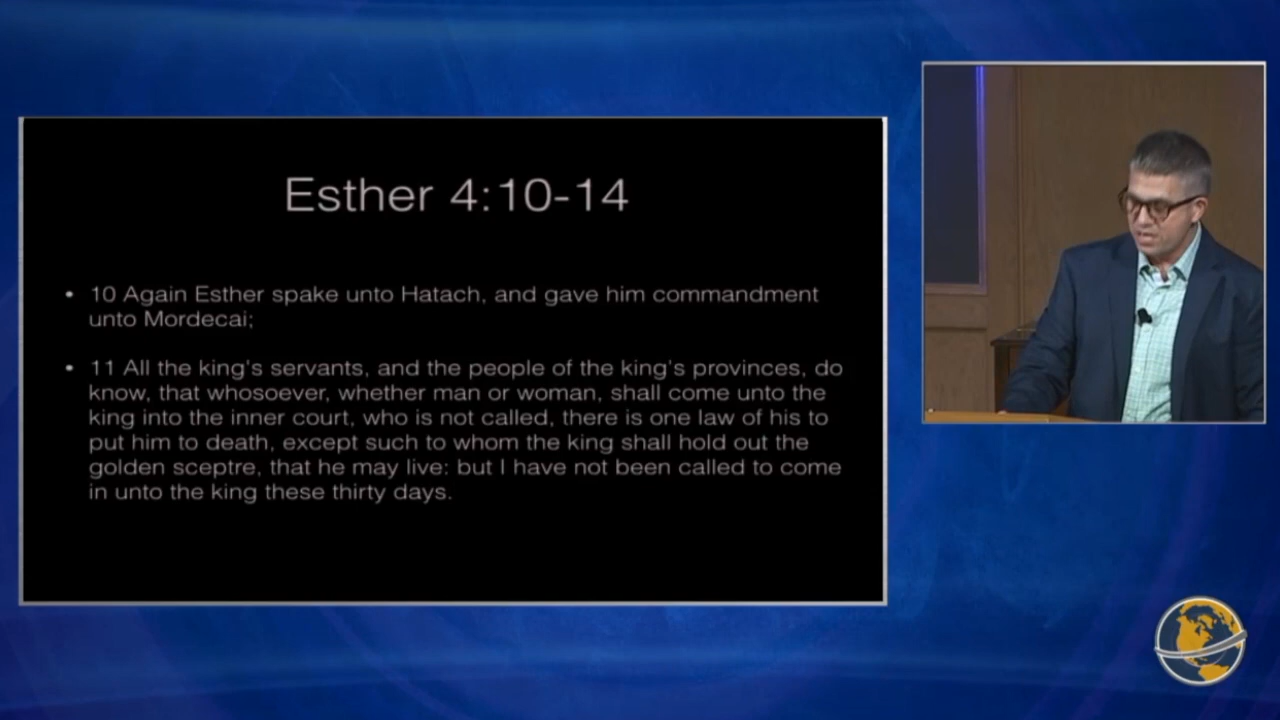 Esther 4:10-14
• 10 Again Esther spake unto Hatach, and gave him commandment
unto Mordecai;
• 11 All the king's servants, and the people of the king's provinces, do
know, that whosoever, whether man or woman, shall come unto the
king into the inner court, who is not called, there is one law of his to
put him to death, except such to whom the king shall hold out the
golden sceptre, that he may live: but I have not been called to come
in unto the king these thirty days.